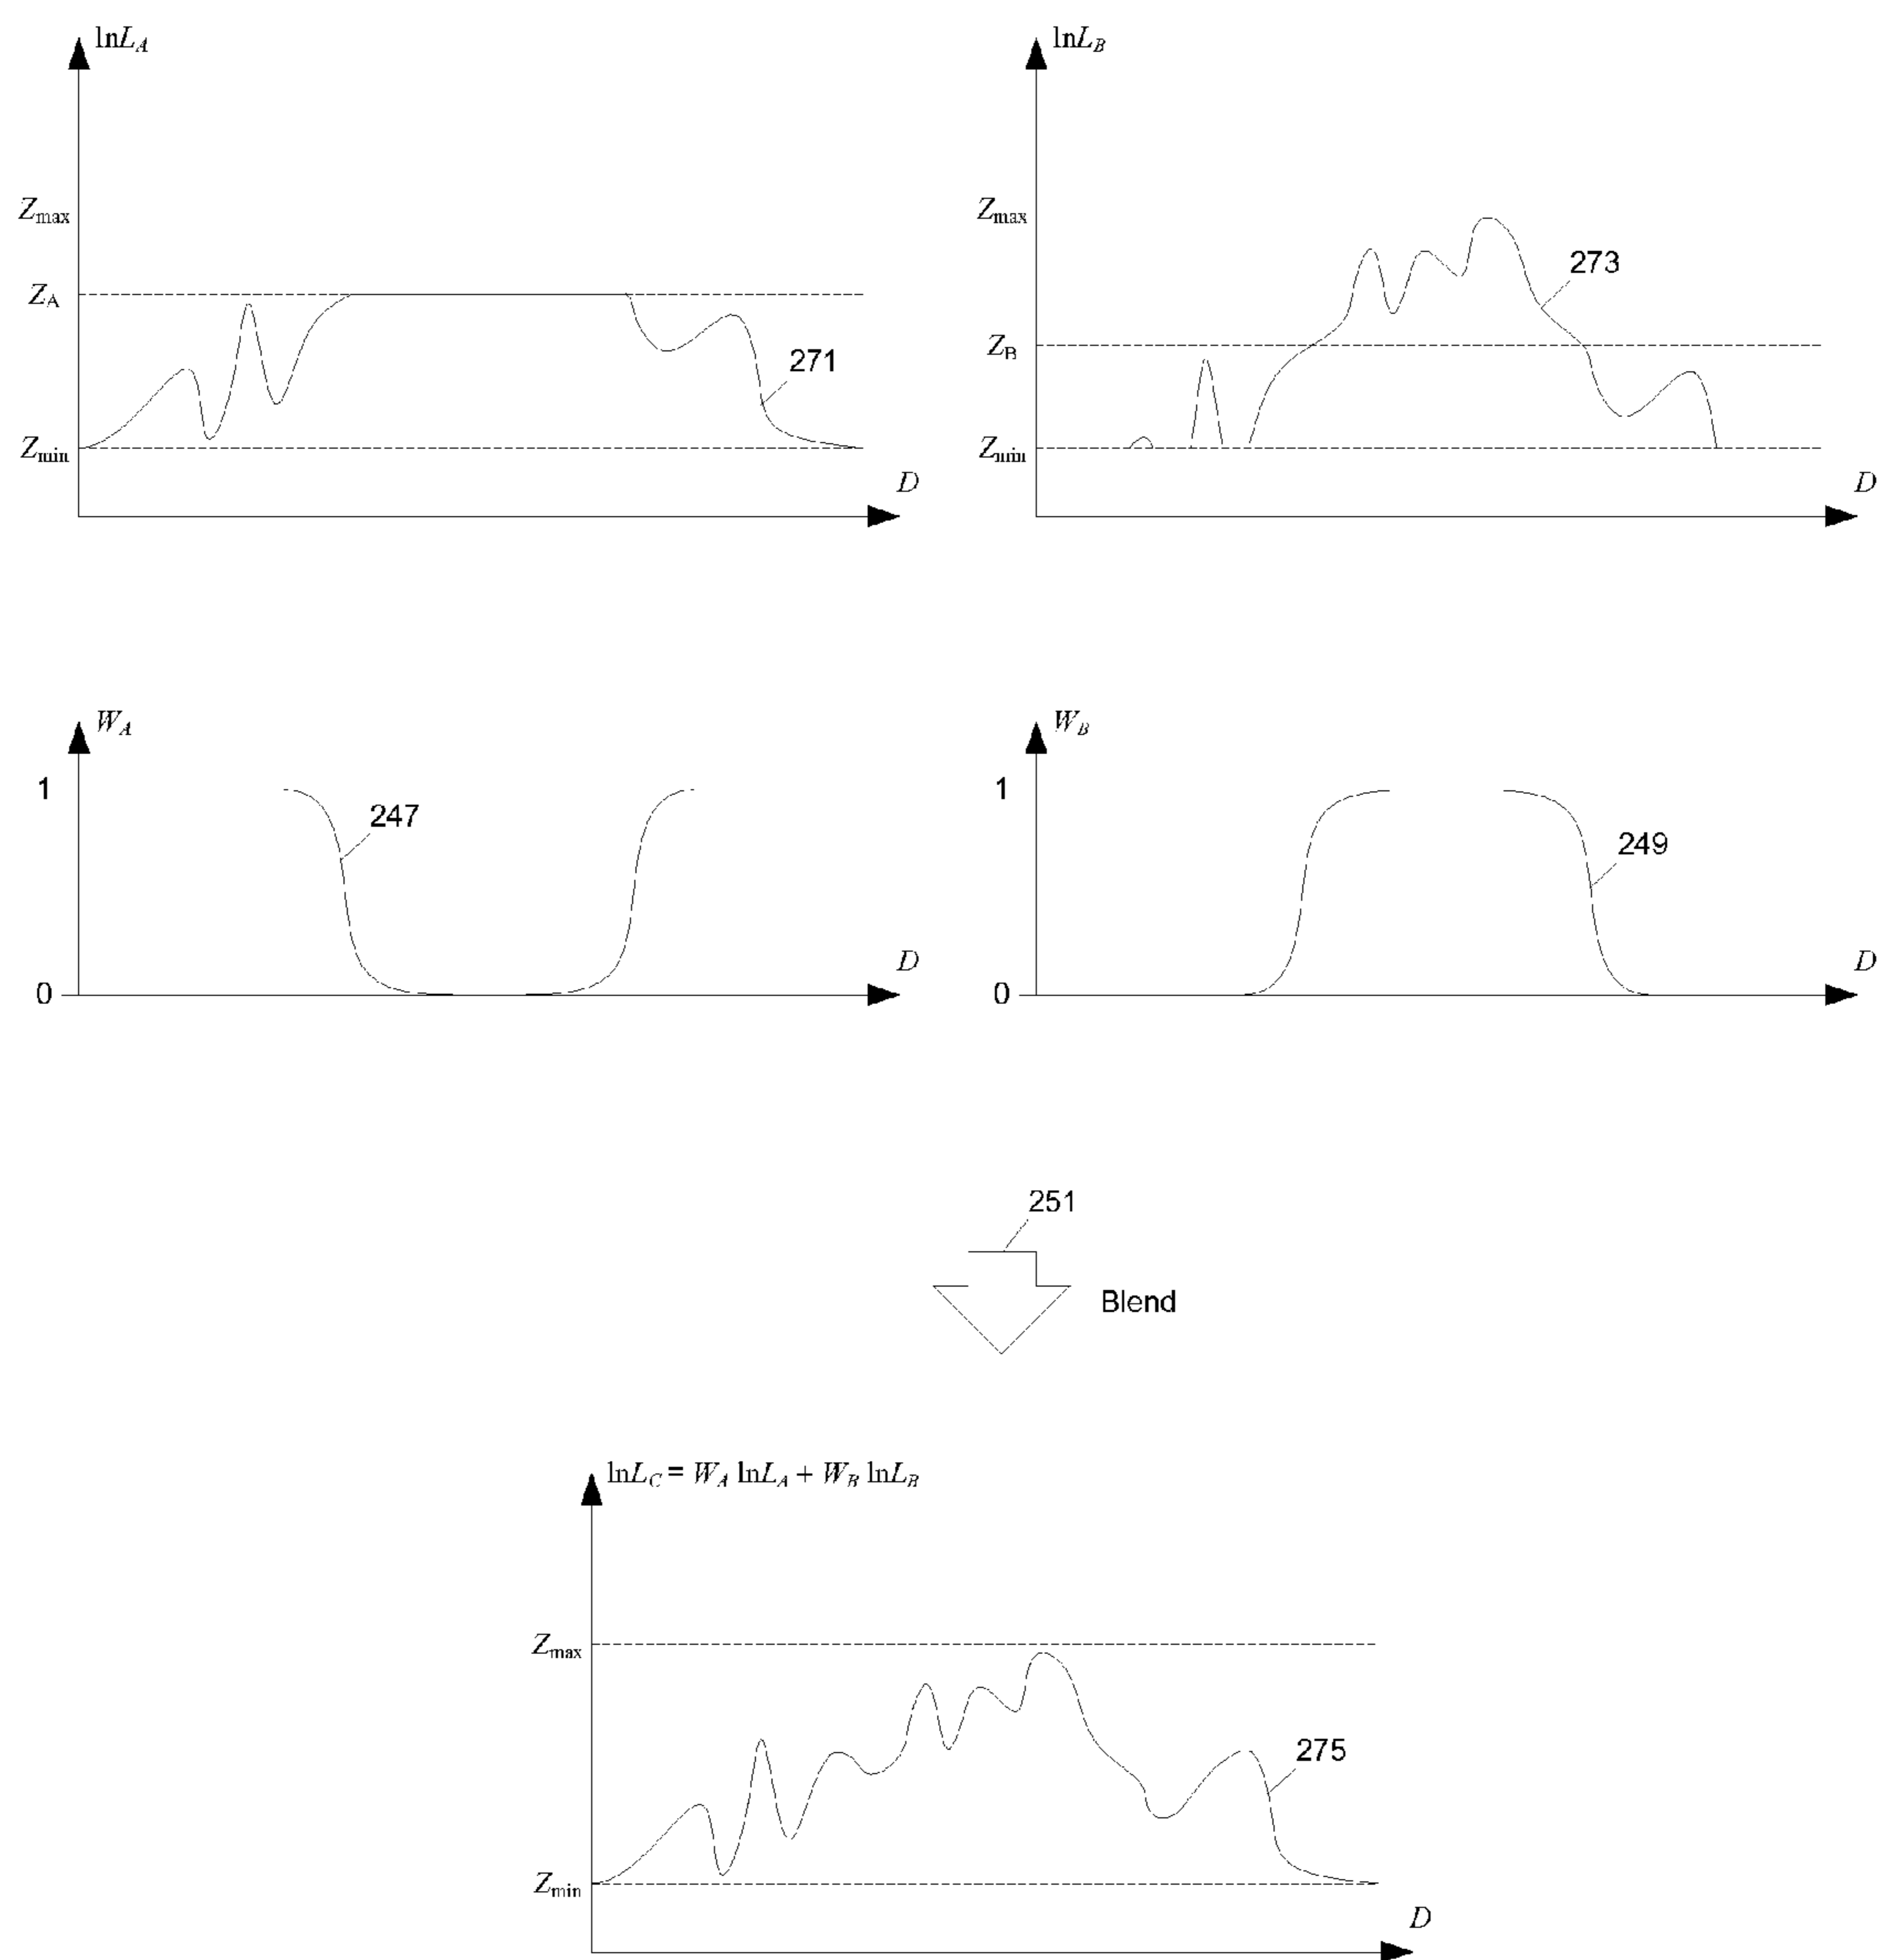 lnL_A
Z_max
Z_A
271
Z_min
D
lnL_B
Z_max
273
Z_B
Z_min
D
W_A
1
247
0
D
W_B
1
249
0
D
251
Blend
lnL_C = W_A lnL_A + W_B lnL_B
Z_max
275
Z_min
D